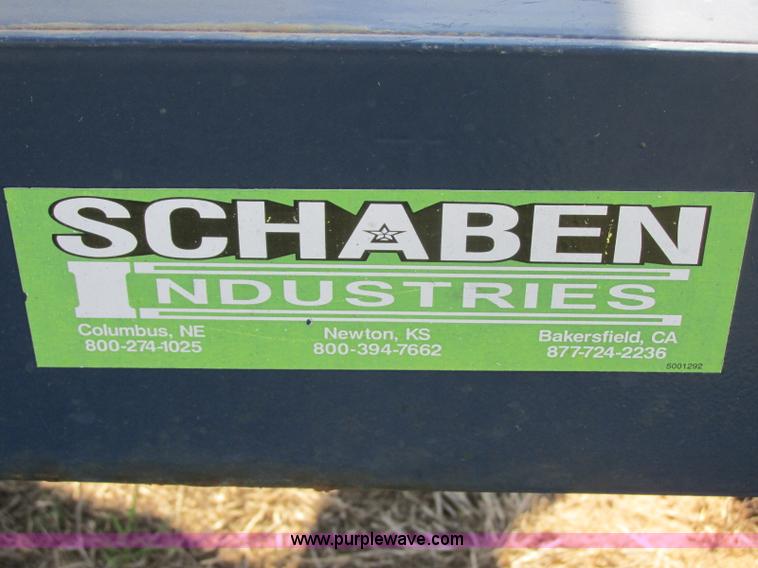 SCHABEN
INDUSTRIES
Columbus, NE
800-274-1025
Newton, KS
800-394-7662
Bakersfield, CA
877-724-2236
5001292
www.purplewave.com